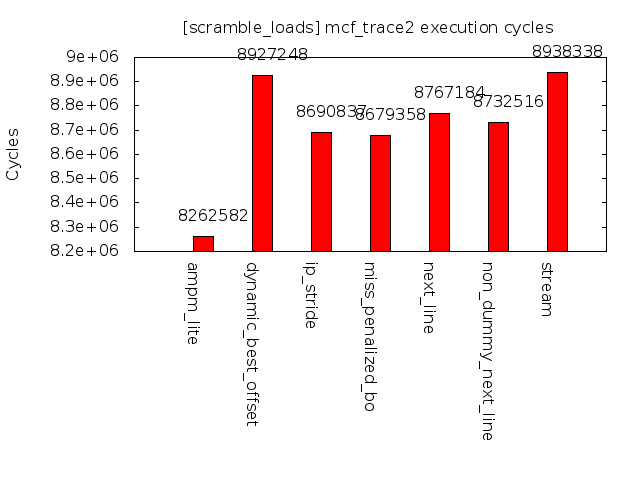 [scramble_loads] mcf_trace2 execution cycles
Cycles
9e+06
8.9e+06
8.8e+06
8.7e+06
8.6e+06
8.5e+06
8.4e+06
8.3e+06
8.2e+06
8262582
8927248
8690837
8679358
8767184
8732516
8938338
ampm_lite
dynamic_best_offset
ip_stride
miss_penalized_bo
next_line
non_dummy_next_line
stream